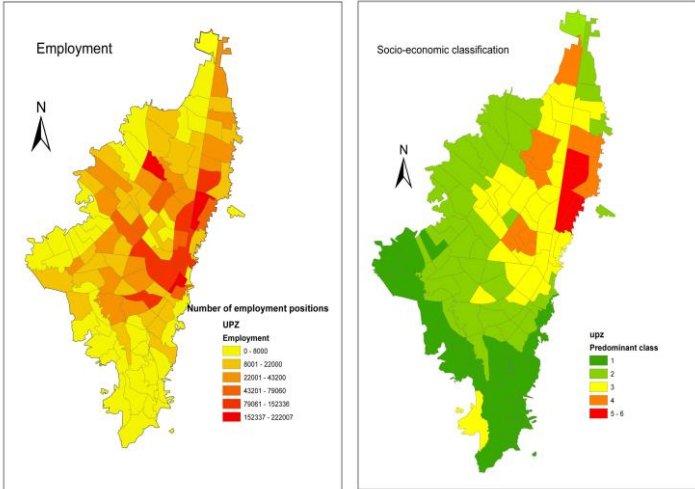 Employment
N
Number of employment positions
UPZ
Employment
0 - 8000
8001 - 22000
22001 - 43200
43201 - 79060
79061 - 152336
152337 - 222007
Socio-economic classification
N
upz
Predominant class
1
2
3
4
5 - 6